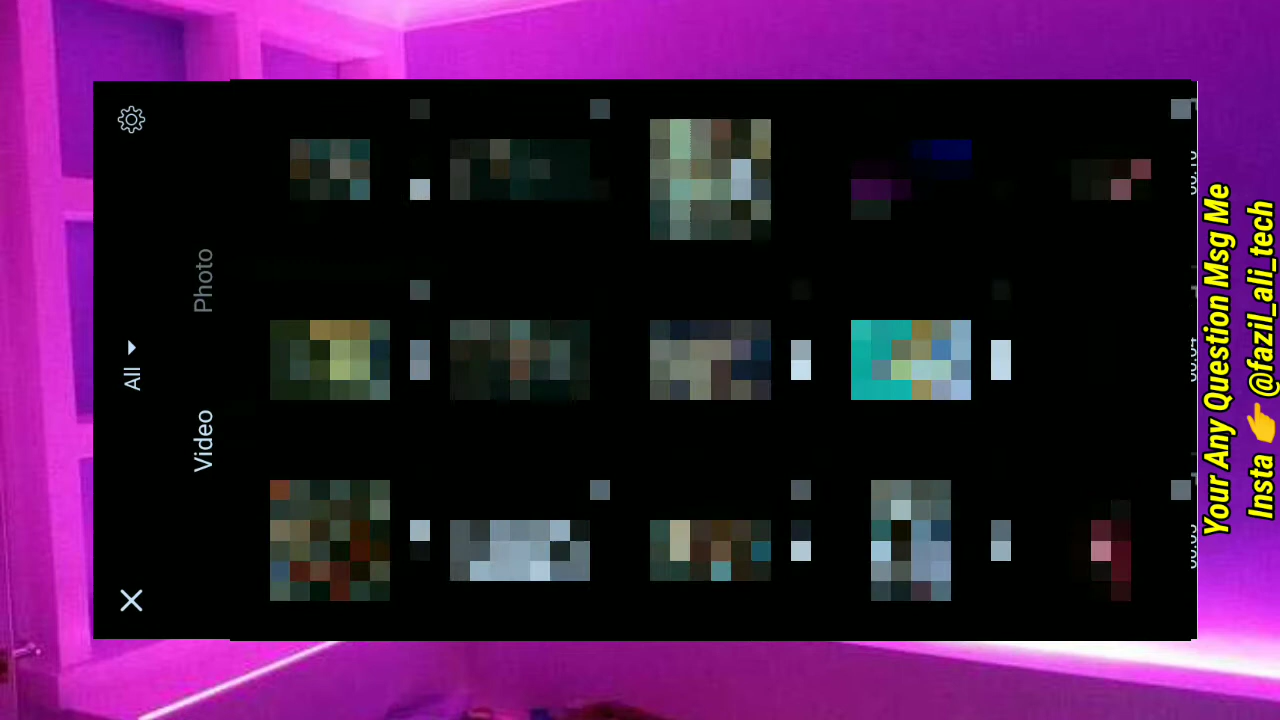 All
Video
Photo
Your Any Question Msg Me
Insta 👉 @fazil_ali_tech